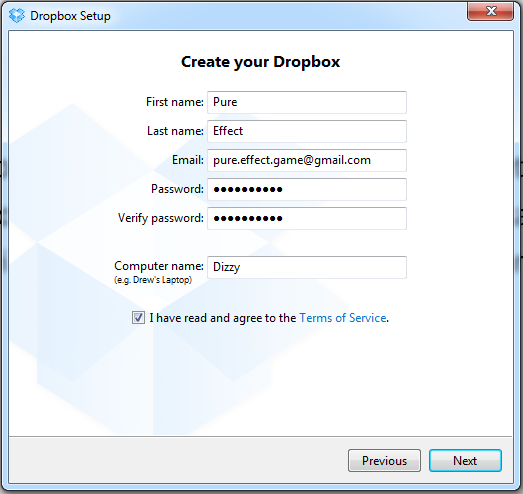 Dropbox Setup
Create your Dropbox
First name: Pure
Last name: Effect
Email: pure.effect.game@gmail.com
Password: ●●●●●●●●●●
Verify password: ●●●●●●●●●●
Computer name: Dizzy
(e.g. Drew's Laptop)
I have read and agree to the Terms of Service.
Previous Next